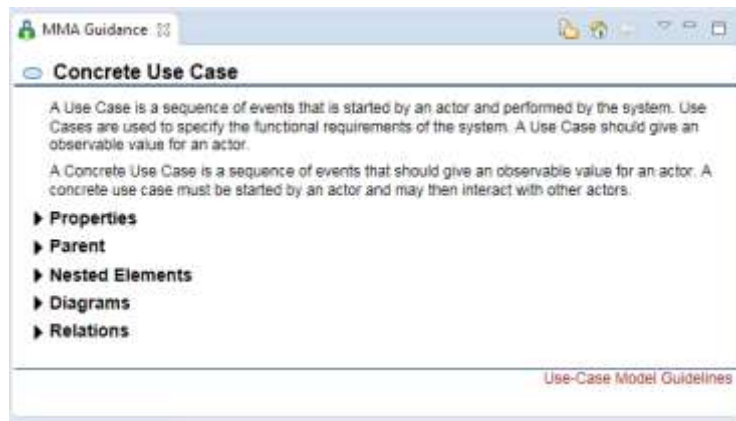 MMA Guidance
Concrete Use Case
A Use Case is a sequence of events that is started by an actor and performed by the system. Use
Cases are used to specify the functional requirements of the system. A Use Case should give an
observable value for an actor.
A Concrete Use Case is a sequence of events that should give an observable value for an actor. A
concrete use case must be started by an actor and may then interact with other actors.
Properties
Parent
Nested Elements
Diagrams
Relations
Use-Case Model Guidelines